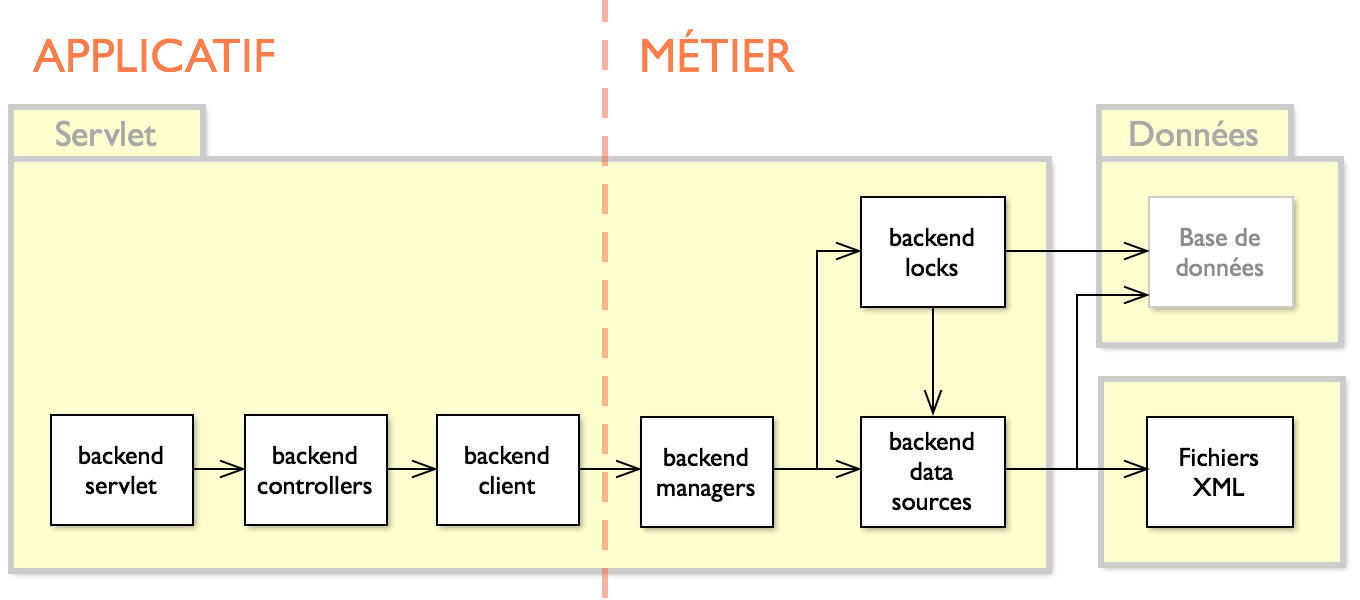 APPLICATIF
MÉTIER
Servlet
Données
backend
locks
Base de
données
backend
servlet
backend
controllers
backend
client
backend
managers
backend
data
sources
Fichiers
XML